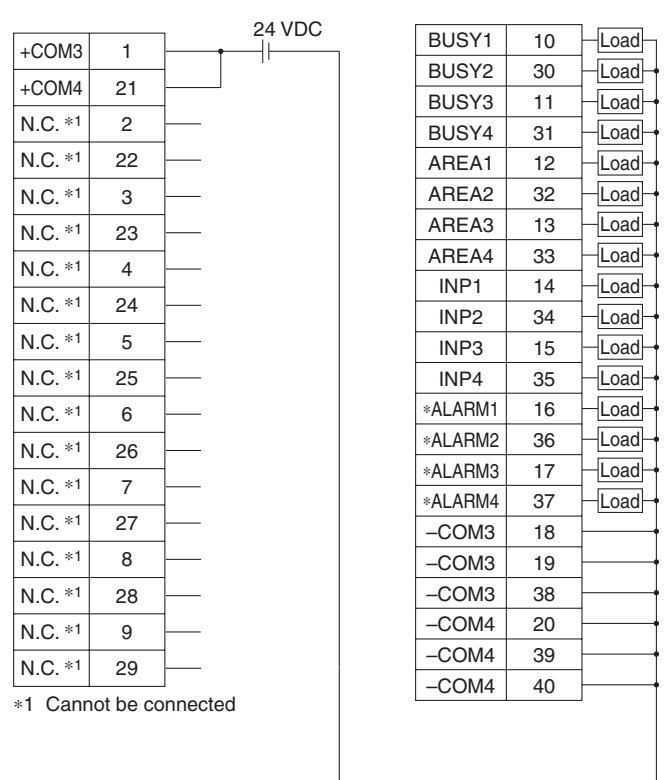 24 VDC
+COM3 1
+COM4 21
N.C. *1 2
N.C. *1 22
N.C. *1 3
N.C. *1 23
N.C. *1 4
N.C. *1 24
N.C. *1 5
N.C. *1 25
N.C. *1 6
N.C. *1 26
N.C. *1 7
N.C. *1 27
N.C. *1 8
N.C. *1 28
N.C. *1 9
N.C. *1 29
*1 Cannot be connected
BUSY1 10 Load
BUSY2 30 Load
BUSY3 11 Load
BUSY4 31 Load
AREA1 12 Load
AREA2 32 Load
AREA3 13 Load
AREA4 33 Load
INP1 14 Load
INP2 34 Load
INP3 15 Load
INP4 35 Load
*ALARM1 16 Load
*ALARM2 36 Load
*ALARM3 17 Load
*ALARM4 37 Load
–COM3 18
–COM3 19
–COM3 38
–COM4 20
–COM4 39
–COM4 40